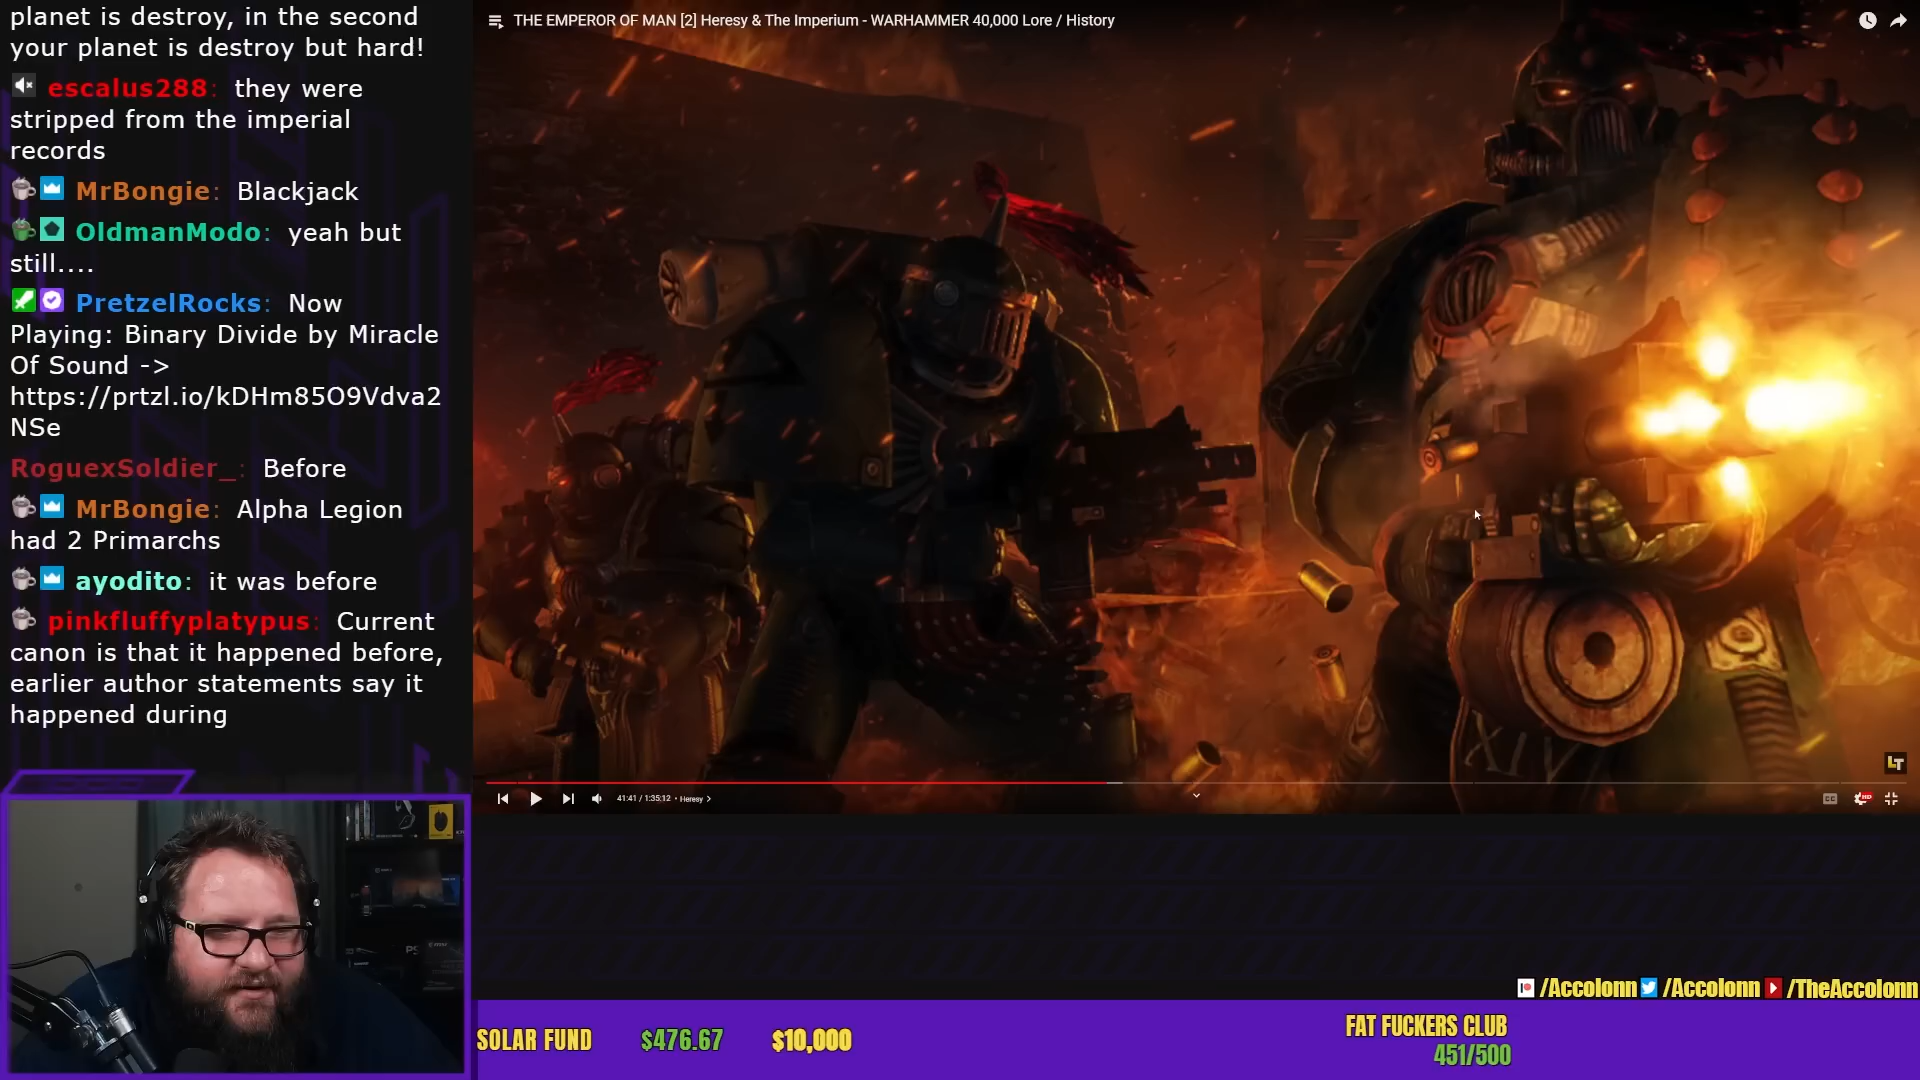 planet is destroy, in the second
your planet is destroy but hard!
escalus288: they were
stripped from the imperial
records
MrBongie: Blackjack
OldmanModo: yeah but
still....
PretzelRocks: Now
Playing: Binary Divide by Miracle
Of Sound ->
https://prtzl.io/kDHm85O9Vdva2
NSe
RoguexSoldier_: Before
MrBongie: Alpha Legion
had 2 Primarchs
ayodito: it was before
pinkfluffyplatypus: Current
canon is that it happened before,
earlier author statements say it
happened during
THE EMPEROR OF MAN [2] Heresy & The Imperium - WARHAMMER 40,000 Lore / History
XIV
LT
41:41 / 1:35:12 • Heresy >
CC
HD
/Accolonn /Accolonn /TheAccolonn
SOLAR FUND $476.67 $10,000
FAT FUCKERS CLUB
451/500